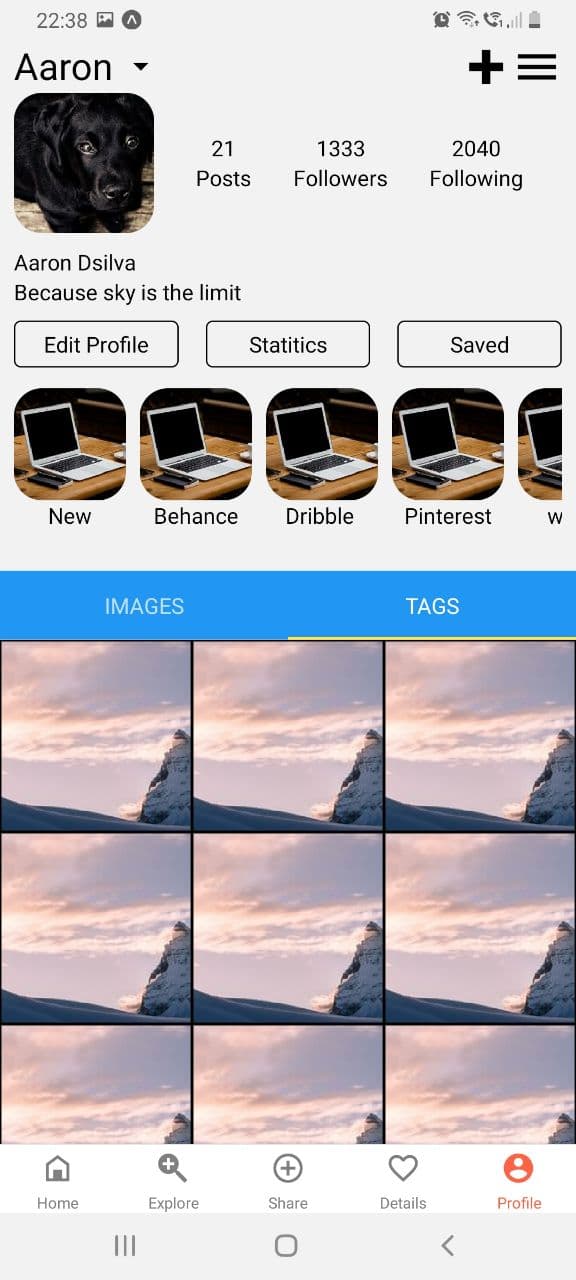 22:38
Aaron
21 1333 2040
Posts Followers Following
Aaron Dsilva
Because sky is the limit
Edit Profile Statitics Saved
New Behance Dribble Pinterest w
IMAGES TAGS
Home Explore Share Details Profile